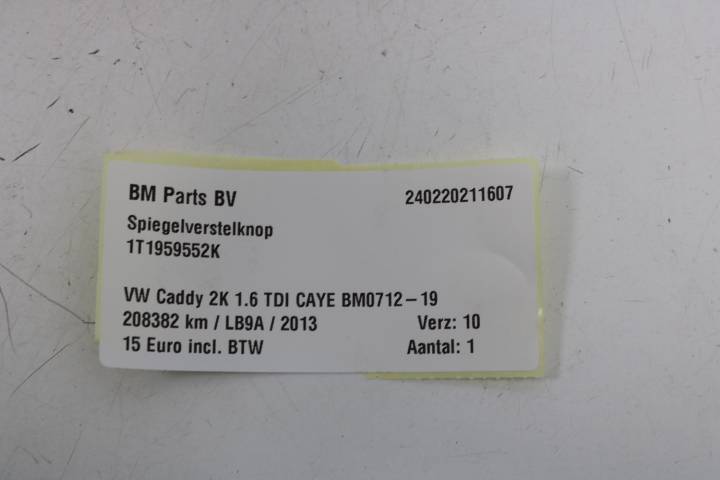 BM Parts BV 240220211607
Spiegelverstelknop
1T1959552K
VW Caddy 2K 1.6 TDI CAYE BM0712-19
208382 km / LB9A / 2013 Verz: 10
15 Euro incl. BTW Aantal: 1